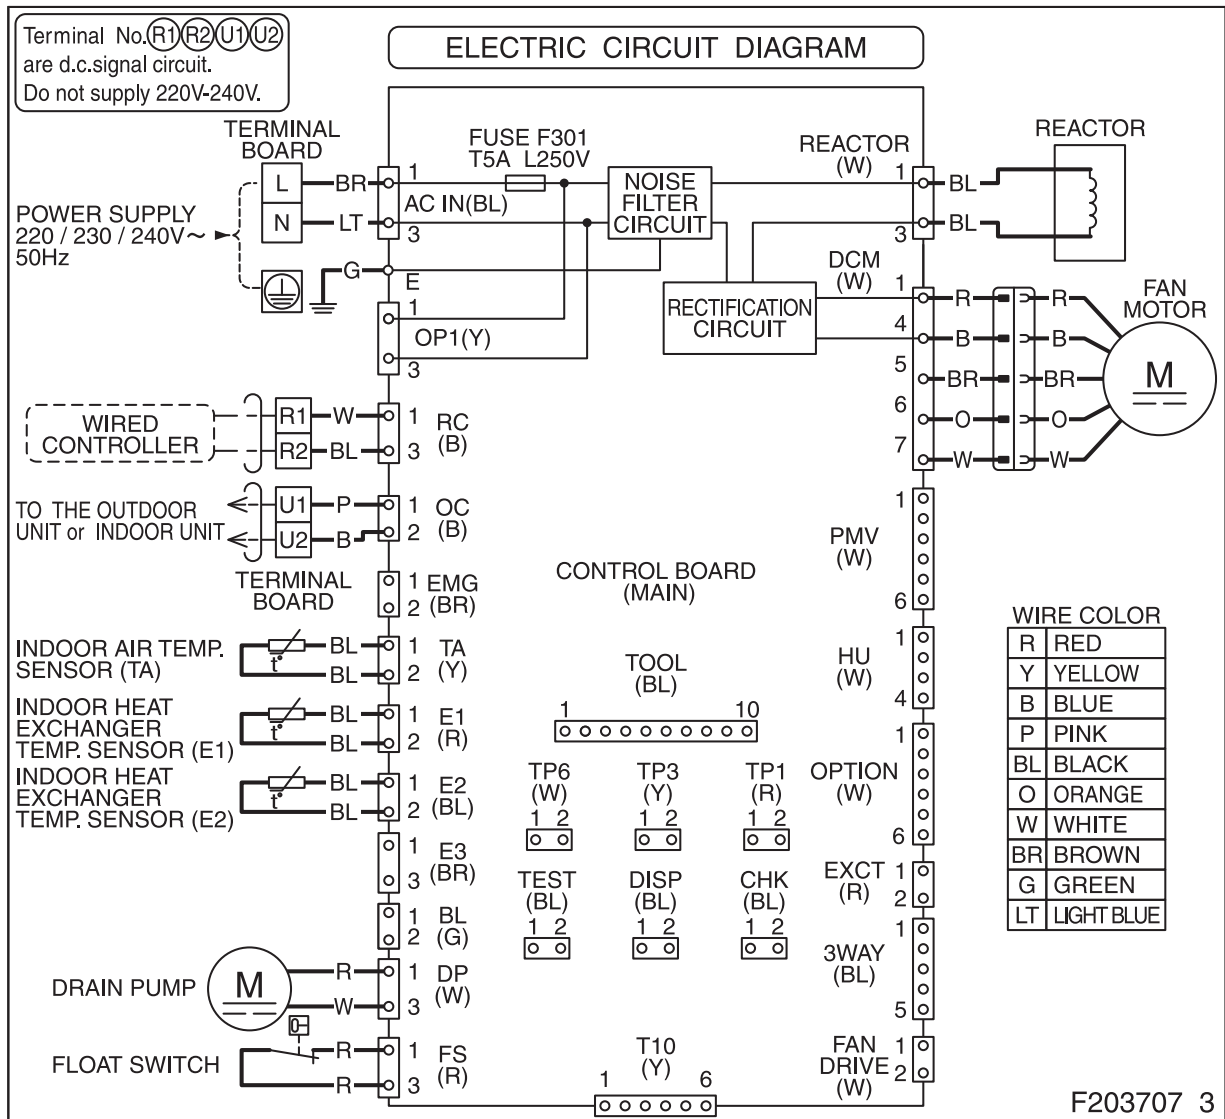 Terminal No. R1 R2 U1 U2
are d.c.signal circuit.
Do not supply 220V-240V.
ELECTRIC CIRCUIT DIAGRAM
TERMINAL
BOARD
L
BR
N
LT
POWER SUPPLY
220 / 230 / 240V~
50Hz
G
1
AC IN(BL)
3
E
1
OP1(Y)
3
FUSE F301
T5A L250V
NOISE
FILTER
CIRCUIT
RECTIFICATION
CIRCUIT
REACTOR
(W)
1
3
BL
BL
REACTOR
DCM
(W)
1
4
5
6
7
R
B
BR
O
W
R
B
BR
O
W
FAN
MOTOR
M
WIRED
CONTROLLER
R1
W
R2
BL
1
3
RC
(B)
TO THE OUTDOOR
UNIT or INDOOR UNIT
U1
P
U2
B
1
2
OC
(B)
TERMINAL
BOARD
1
2
EMG
(BR)
INDOOR AIR TEMP.
SENSOR (TA)
t°
BL
BL
1
2
TA
(Y)
INDOOR HEAT
EXCHANGER
TEMP. SENSOR (E1)
t°
BL
BL
1
2
E1
(R)
INDOOR HEAT
EXCHANGER
TEMP. SENSOR (E2)
t°
BL
BL
1
2
E2
(BL)
1
3
E3
(BR)
1
2
BL
(G)
DRAIN PUMP
M
R
W
1
3
DP
(W)
FLOAT SWITCH
R
R
1
3
FS
(R)
CONTROL BOARD
(MAIN)
TOOL
(BL)
1 10
TP6
(W)
1 2
TP3
(Y)
1 2
TP1
(R)
1 2
TEST
(BL)
1 2
DISP
(BL)
1 2
CHK
(BL)
1 2
T10
(Y)
1 6
PMV
(W)
1
6
HU
(W)
1
4
OPTION
(W)
1
6
EXCT
(R)
1
2
3WAY
(BL)
1
5
FAN
DRIVE
(W)
1
2
WIRE COLOR
R RED
Y YELLOW
B BLUE
P PINK
BL BLACK
O ORANGE
W WHITE
BR BROWN
G GREEN
LT LIGHT BLUE
F203707 3